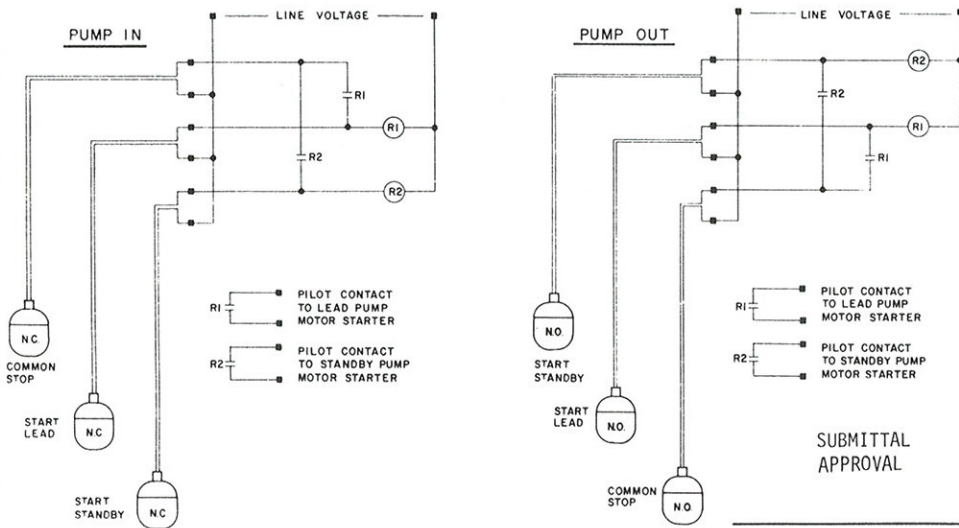 LINE VOLTAGE
PUMP IN
R1
R1
R2
R2
N.C.
COMMON
STOP
START
LEAD
N.C
START
STANDBY
N.C
R1
PILOT CONTACT
TO LEAD PUMP
MOTOR STARTER
R2
PILOT CONTACT
TO STANDBY PUMP
MOTOR STARTER
LINE VOLTAGE
PUMP OUT
R2
R2
R1
R1
N.O.
START
STANDBY
START
LEAD
N.O.
COMMON
STOP
N.O.
R1
PILOT CONTACT
TO LEAD PUMP
MOTOR STARTER
R2
PILOT CONTACT
TO STANDBY PUMP
MOTOR STARTER
SUBMITTAL
APPROVAL